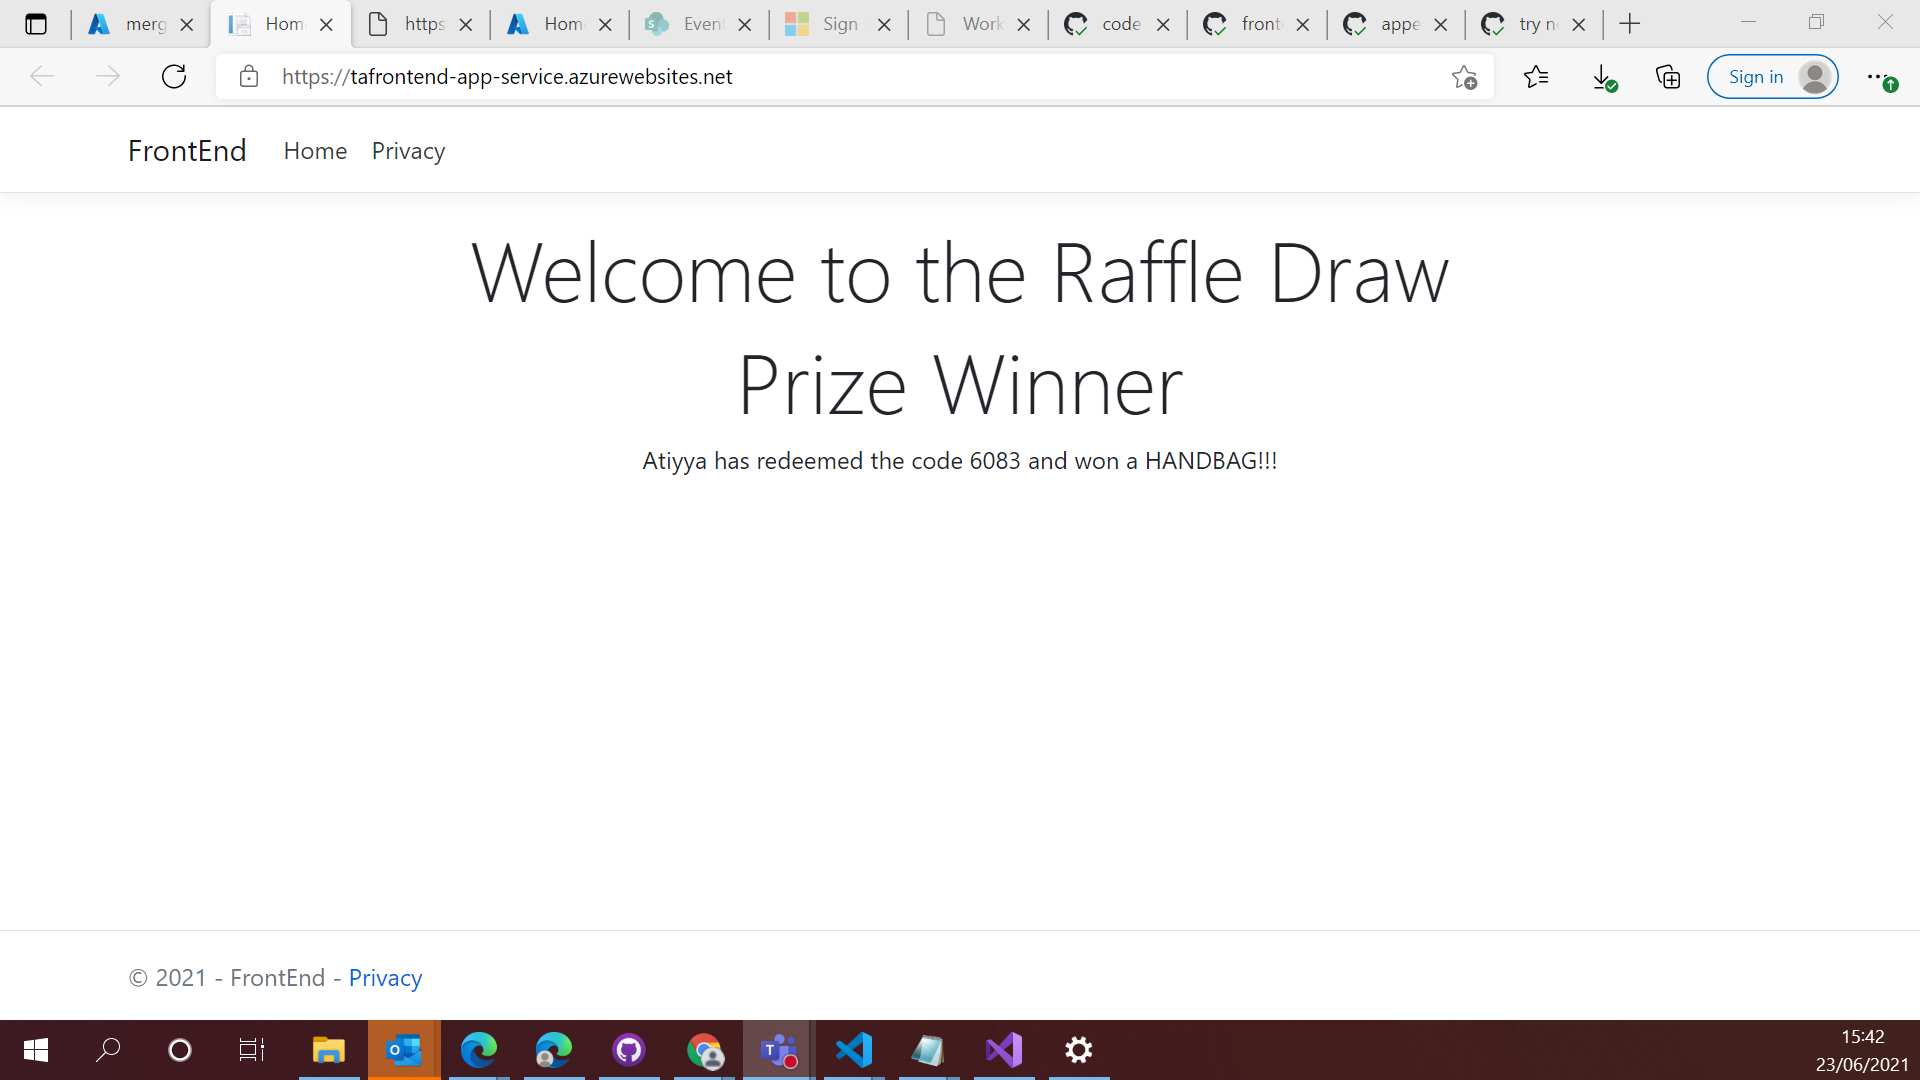 merg
Hom
https
Hom
Even
Sign
Work
code
front
appe
try n
https://tafrontend-app-service.azurewebsites.net
Sign in
FrontEnd Home Privacy
Welcome to the Raffle Draw
Prize Winner
Atiyya has redeemed the code 6083 and won a HANDBAG!!!
© 2021 - FrontEnd - Privacy
15:42
23/06/2021